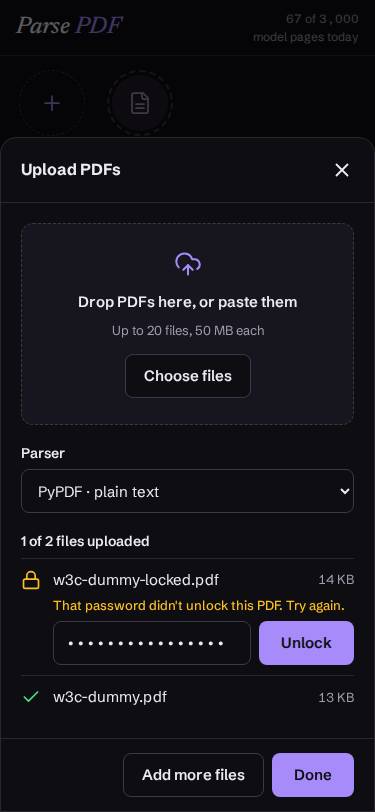 Parse PDF
67 of 3,000
model pages today
Upload PDFs
Drop PDFs here, or paste them
Up to 20 files, 50 MB each
Choose files
Parser
PyPDF · plain text
1 of 2 files uploaded
w3c-dummy-locked.pdf
14 KB
That password didn't unlock this PDF. Try again.
Unlock
w3c-dummy.pdf
13 KB
Add more files
Done